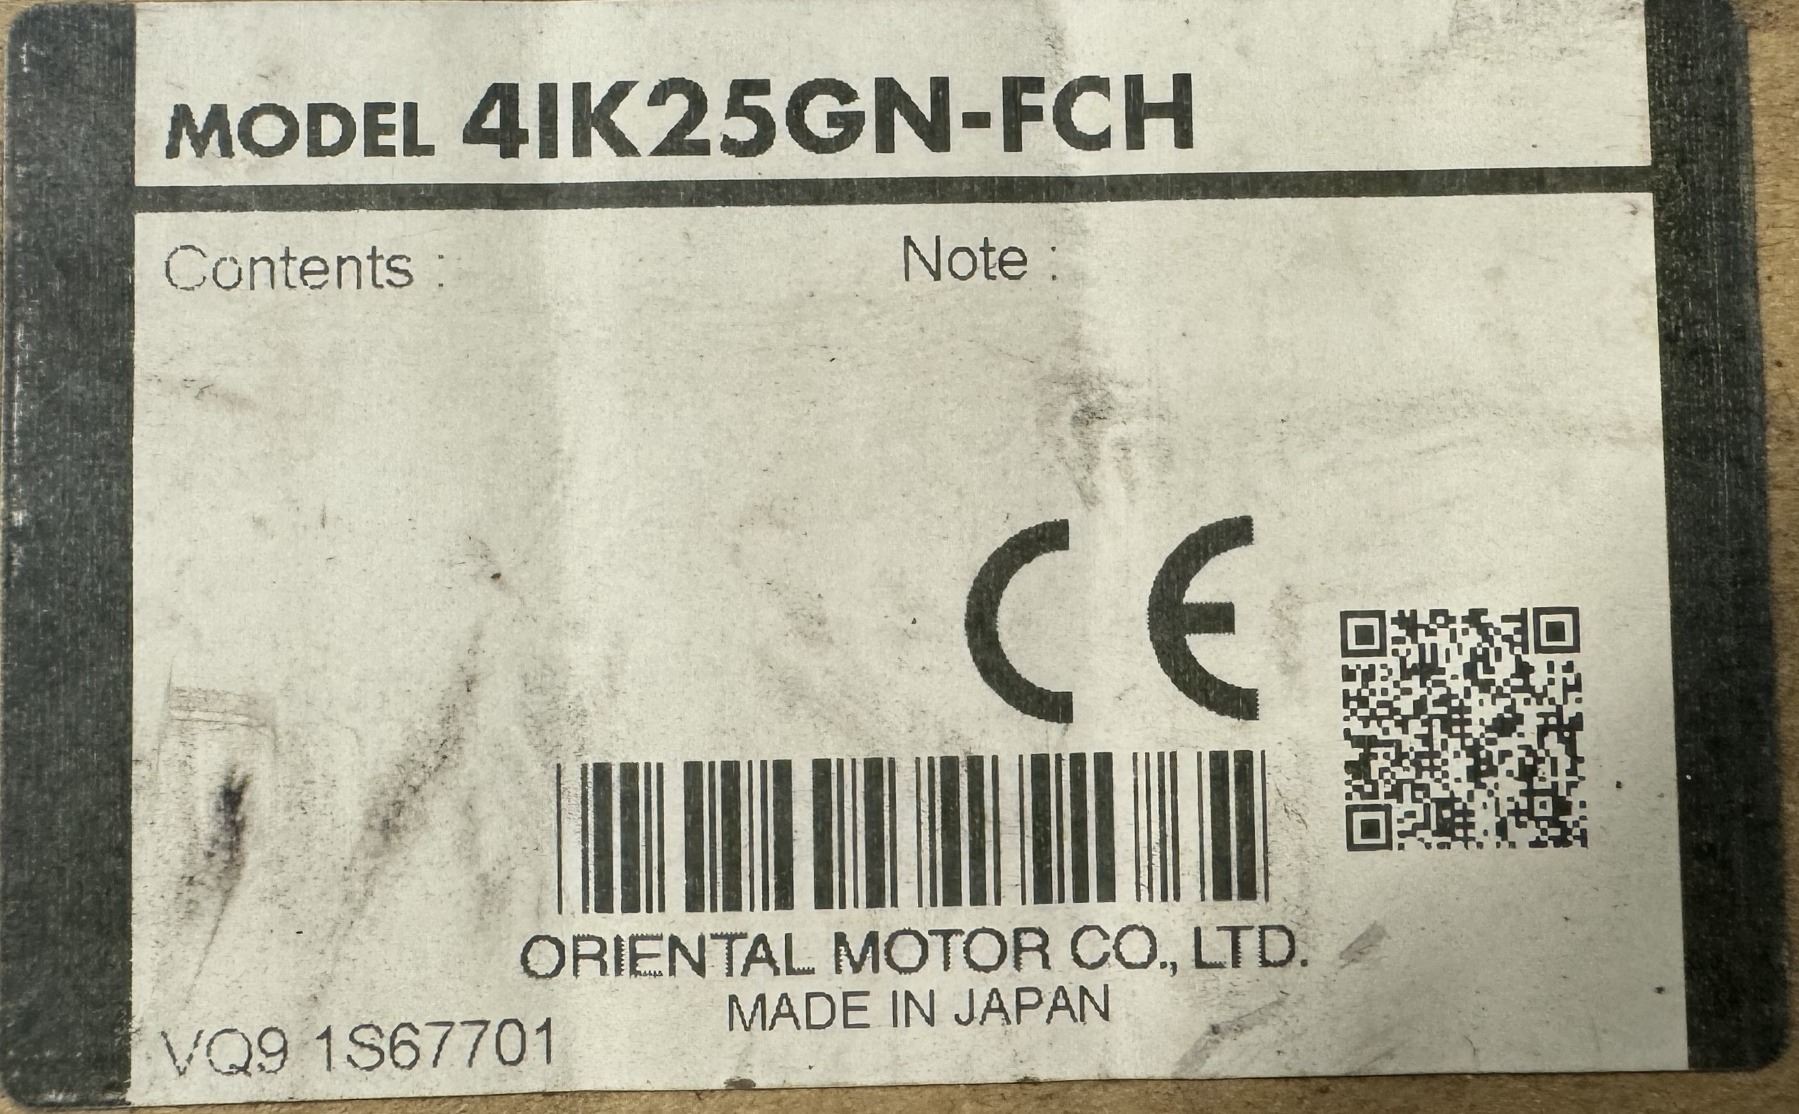 MODEL 4IK25GN-FCH
Contents :
Note :
CE
ORIENTAL MOTOR CO., LTD.
MADE IN JAPAN
VQ9 1S67701